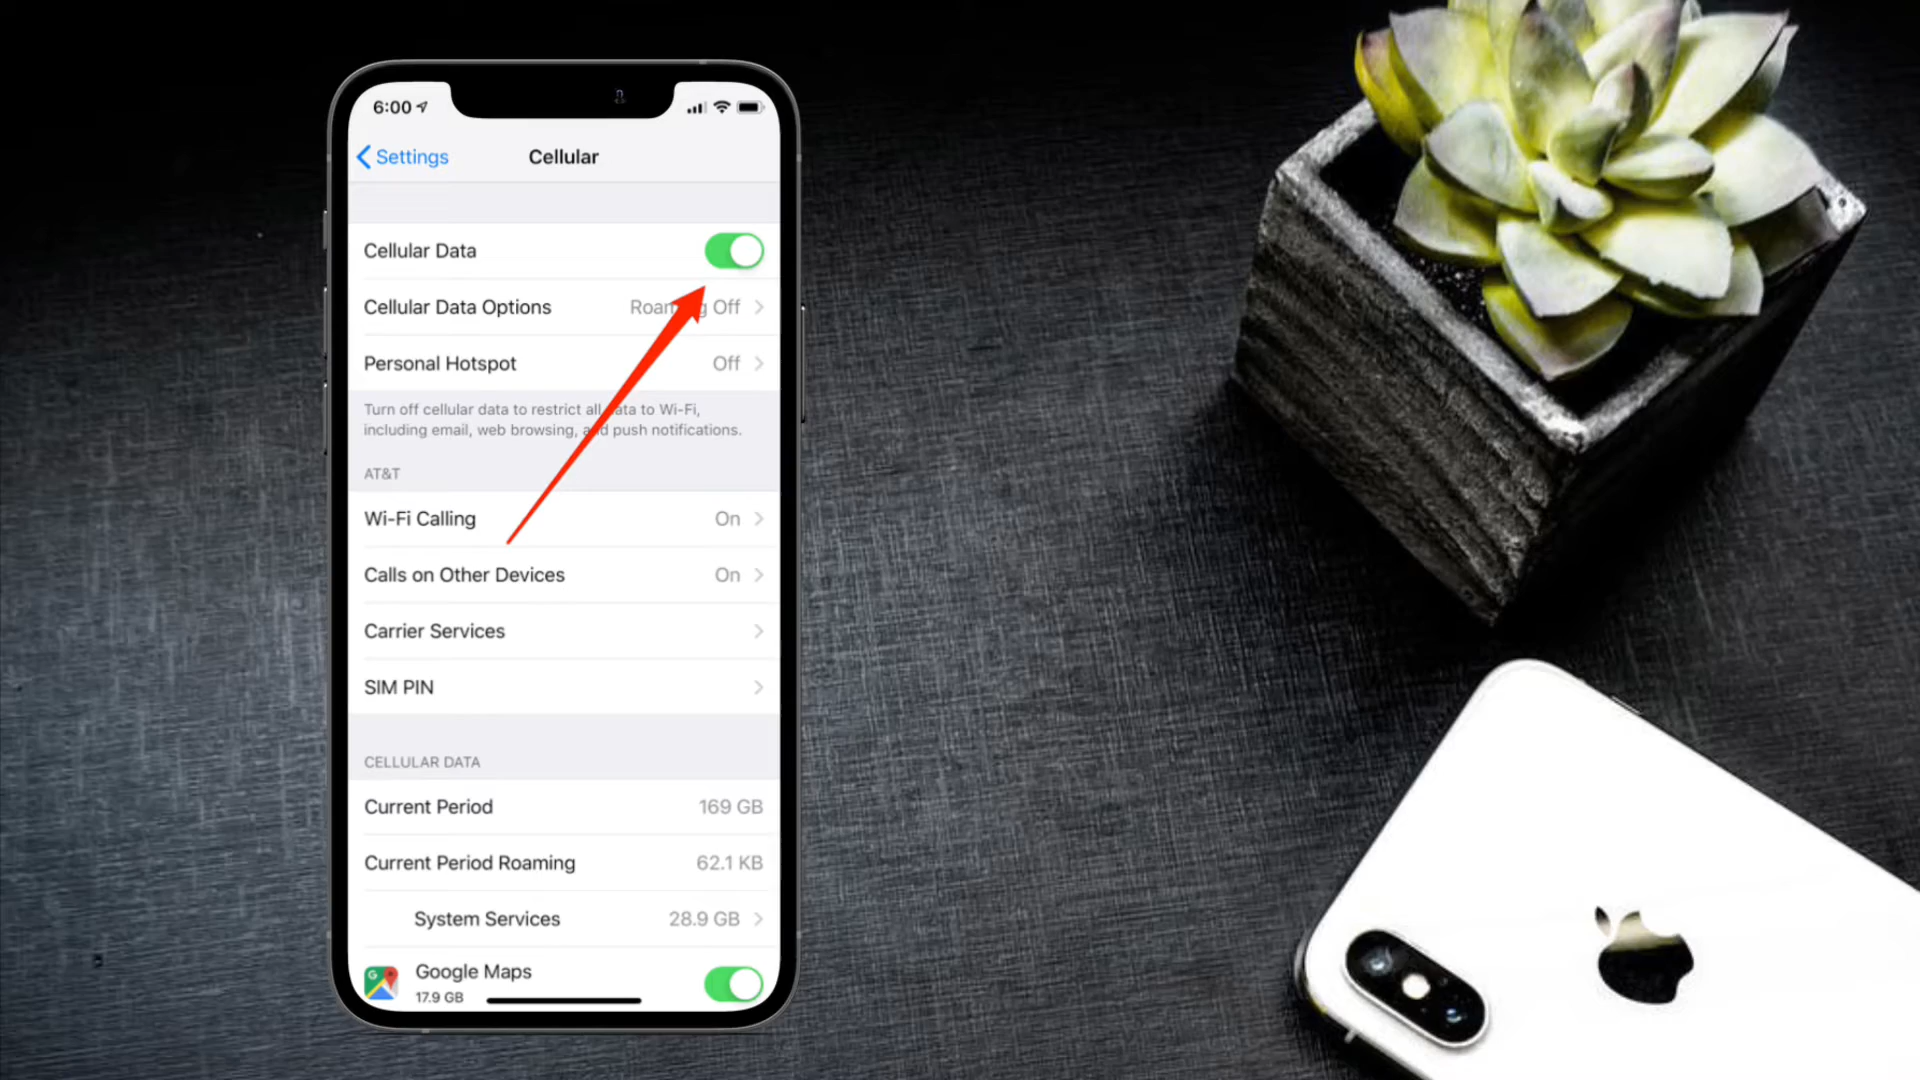 6:00
Settings
Cellular
Cellular Data
Cellular Data Options Roaming Off
Personal Hotspot Off
Turn off cellular data to restrict all data to Wi-Fi,
including email, web browsing, and push notifications.
AT&T
Wi-Fi Calling On
Calls on Other Devices On
Carrier Services
SIM PIN
CELLULAR DATA
Current Period 169 GB
Current Period Roaming 62.1 KB
System Services 28.9 GB
G
Google Maps
17.9 GB